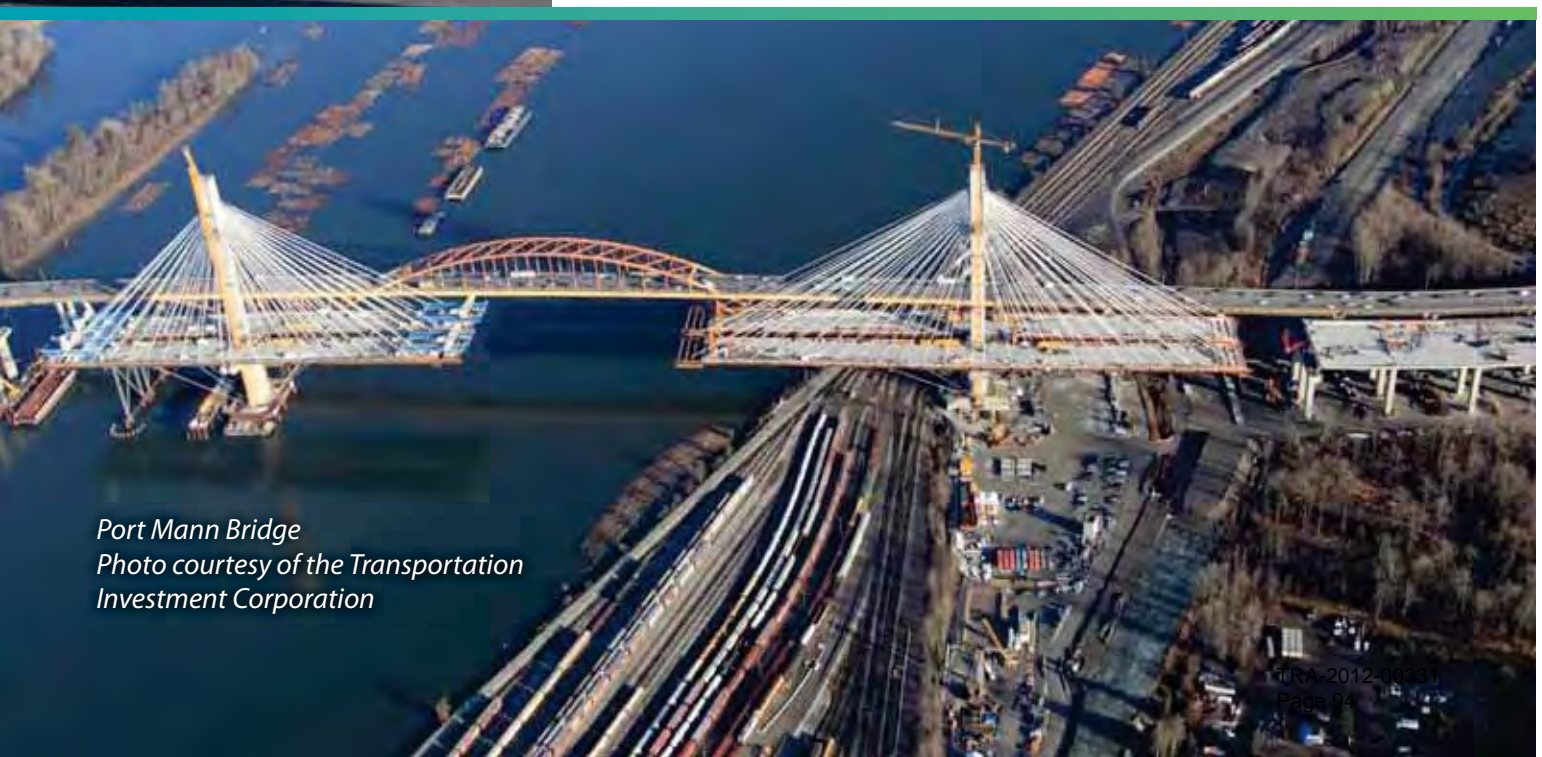 Port Mann Bridge
Photo courtesy of the Transportation
Investment Corporation
TRA-2012-00331
Page 94